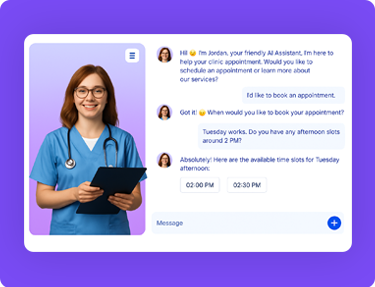 Hi! 😉 I'm Jordan, your friendly AI Assistant, I'm here to
help your clinic appointment. Would you like to
schedule an appointment or learn more about
our services?
I'd like to book an appointment.
Got it! 😊 When would you like to book your appointment?
Tuesday works. Do you have any afternoon slots
around 2 PM?
Absolutely! Here are the available time slots for Tuesday
afternoon:
02:00 PM 02:30 PM
Message